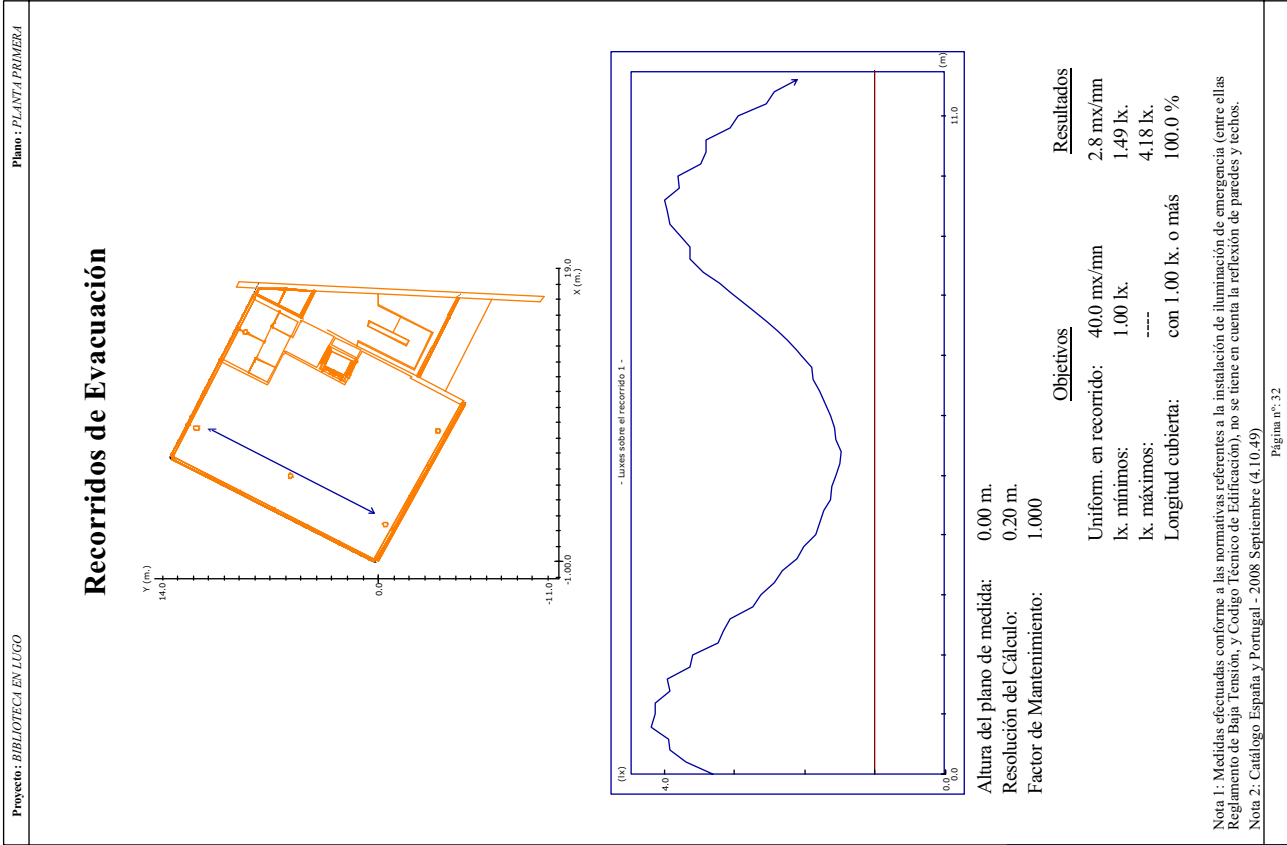 Proyecto : BIBLIOTECA EN LUGO
Plano : PLANTA PRIMERA
Recorridos de Evacuación
Y (m.)
14.0
0.0
-11.0
-1.00.0
19.0
X (m.)
- Luxes sobre el recorrido 1 -
(lx)
4.0
0.0
0.0
11.0
(m)
Altura del plano de medida: 0.00 m.
Resolución del Cálculo: 0.20 m.
Factor de Mantenimiento: 1.000
Objetivos Resultados
Uniform. en recorrido: 40.0 mx/mn 2.8 mx/mn
lx. mínimos: 1.00 lx. 1.49 lx.
lx. máximos: ---- 4.18 lx.
Longitud cubierta: con 1.00 lx. o más 100.0 %
Nota 1: Medidas efectuadas conforme a las normativas referentes a la instalación de iluminación de emergencia (entre ellas
Reglamento de Baja Tensión, y Codigo Técnico de Edificación), no se tiene en cuenta la reflexión de paredes y techos.
Nota 2: Catálogo España y Portugal - 2008 Septiembre (4.10.49)
Página nº: 32